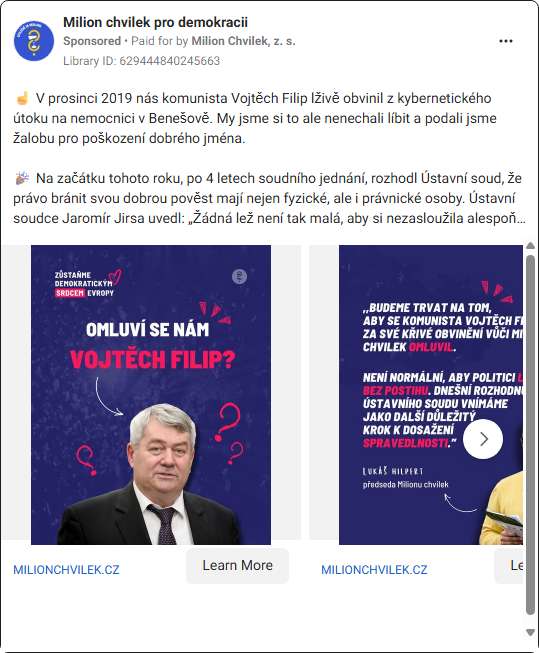 Milion chvilek pro demokracii
Sponsored • Paid for by Milion Chvilek, z. s.
Library ID: 629444840245663
☝️ V prosinci 2019 nás komunista Vojtěch Filip lživě obvinil z kybernetického
útoku na nemocnici v Benešově. My jsme si to ale nenechali líbit a podali jsme
žalobu pro poškození dobrého jména.
🎉 Na začátku tohoto roku, po 4 letech soudního jednání, rozhodl Ústavní soud, že
právo bránit svou dobrou pověst mají nejen fyzické, ale i právnické osoby. Ústavní
soudce Jaromír Jirsa uvedl: „Žádná lež není tak malá, aby si nezasloužila alespoň…
ZŮSTAŇME
DEMOKRATICKÝM
SRDCEM EVROPY
OMLUVÍ SE NÁM
VOJTĚCH FILIP?
MILIONCHVILEK.CZ
Learn More
„BUDEME TRVAT NA TOM,
ABY SE KOMUNISTA VOJTĚCH FI
ZA SVÉ KŘIVÉ OBVINĚNÍ VŮČI MI
CHVILEK OMLUVIL.
NENÍ NORMÁLNÍ, ABY POLITICI
BEZ POSTIHU. DNEŠNÍ ROZHODN
ÚSTAVNÍHO SOUDU VNÍMÁME
JAKO DALŠÍ DŮLEŽITÝ
KROK K DOSAŽENÍ
SPRAVEDLNOSTI."
LUKÁŠ HILPERT
předseda Milionu chvilek
MILIONCHVILEK.CZ
Le